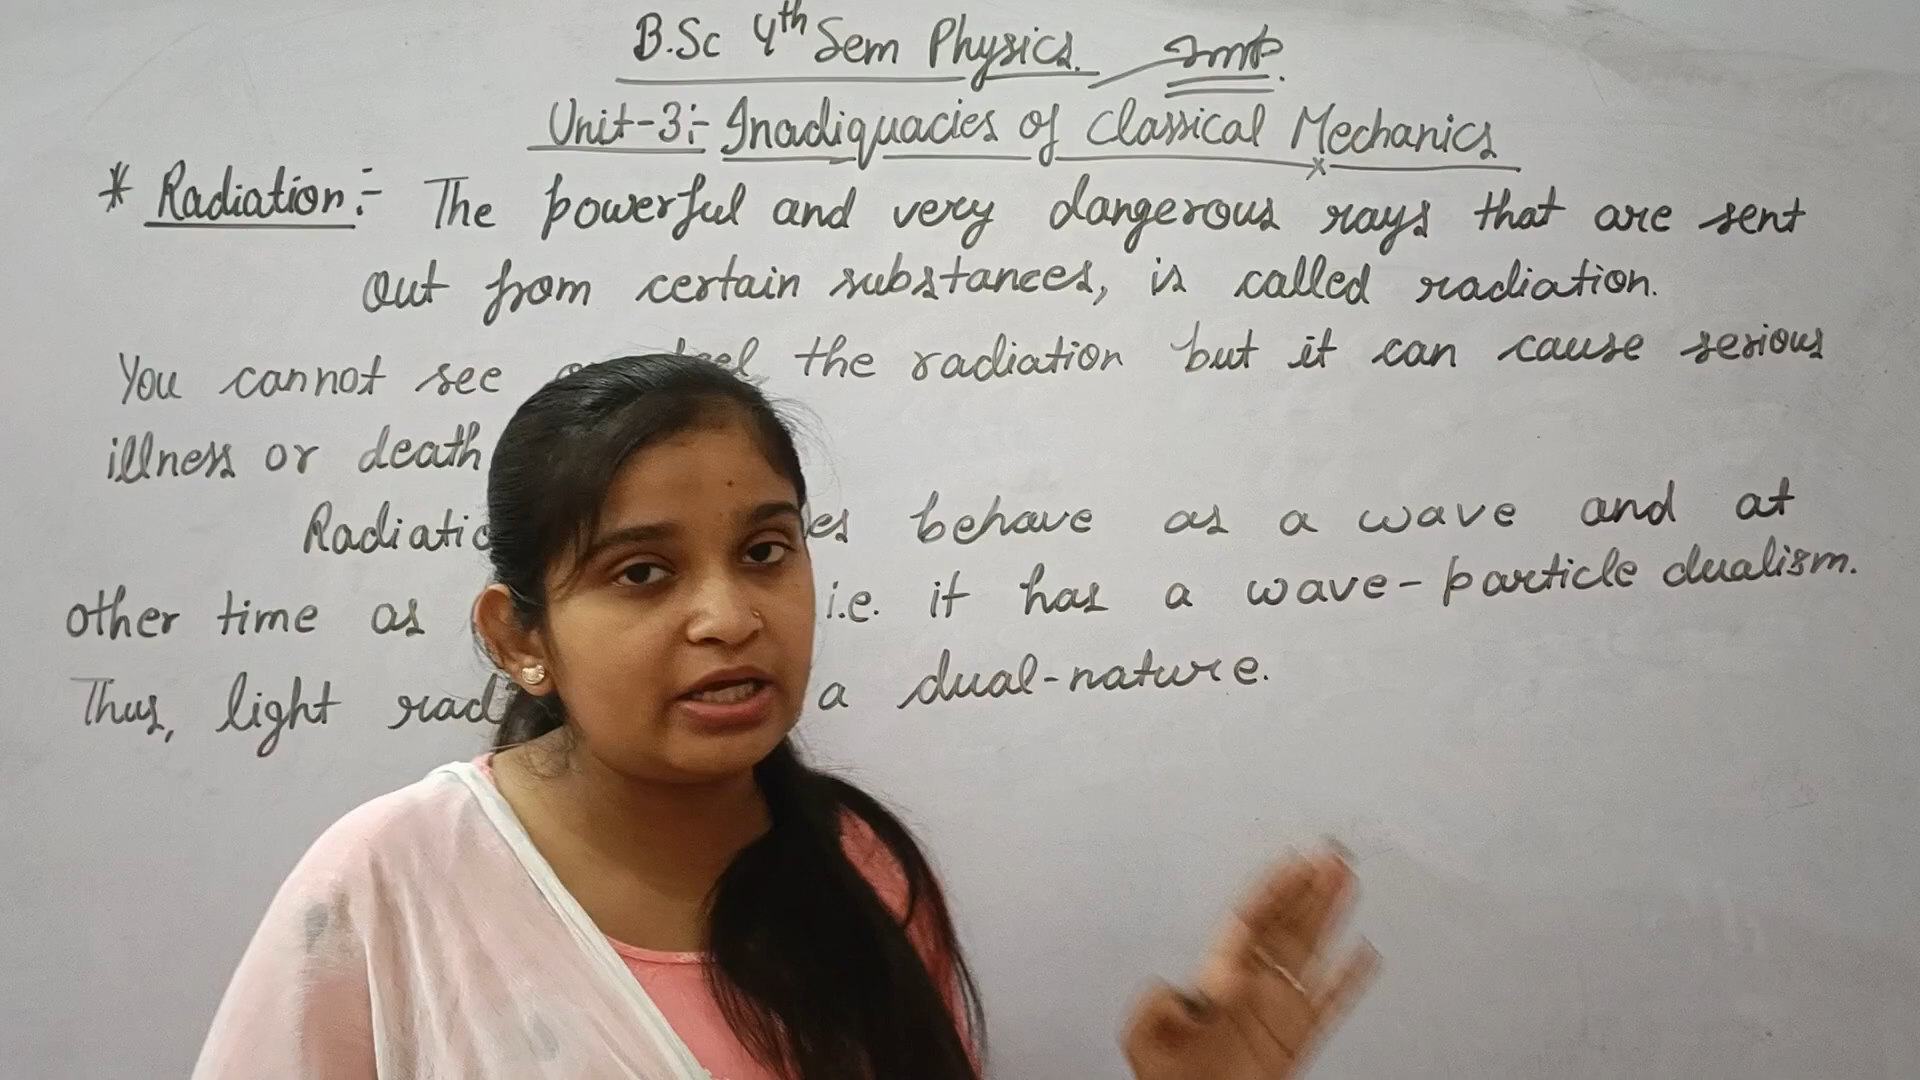 B.Sc 4th Sem Physics. Imp.
Unit-3:- Inadiquacies of Classical Mechanics
* Radiation:- The powerful and very dangerous rays that are sent
out from certain substances, is called radiation.
You cannot see the radiation but it can cause serious
illness or death
behave as a wave and at
other time as i.e. it has a wave-particle dualism.
Thus, light a dual-nature.